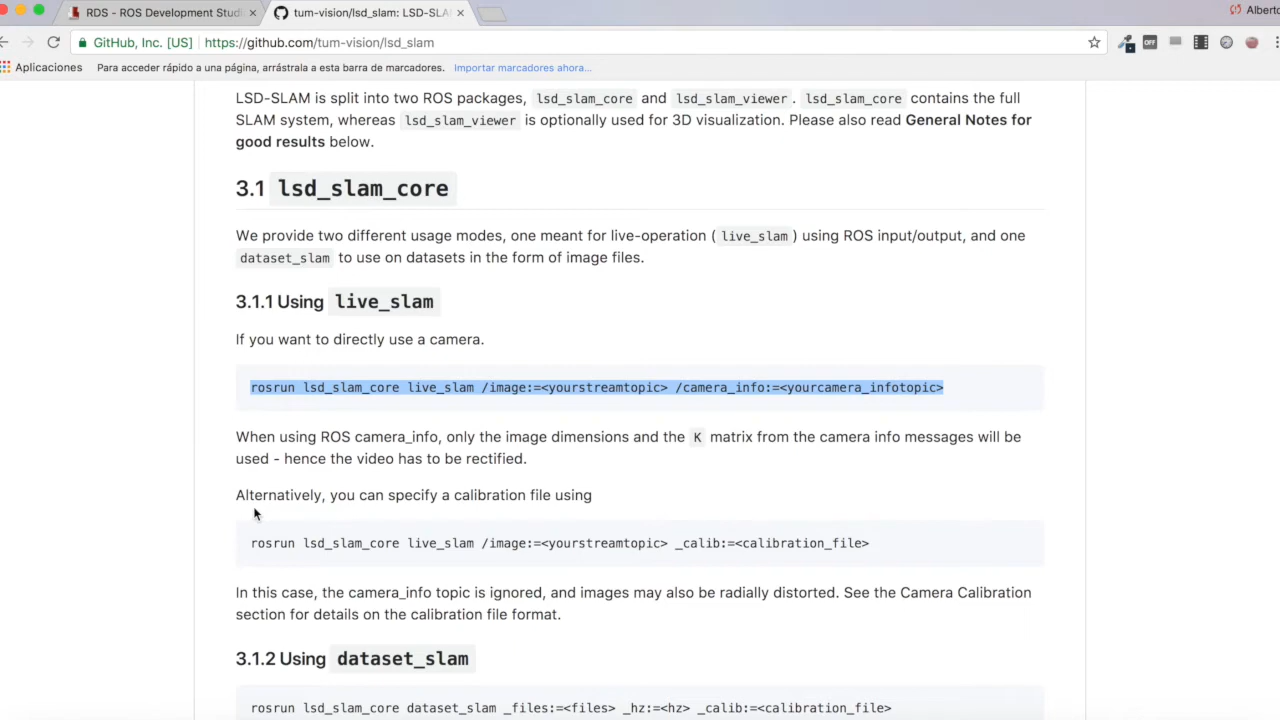 RDS - ROS Development Studi
tum-vision/lsd_slam: LSD-SLA
Alberto
GitHub, Inc. [US] https://github.com/tum-vision/lsd_slam
OFF
Aplicaciones Para acceder rápido a una página, arrástrala a esta barra de marcadores. Importar marcadores ahora...
LSD-SLAM is split into two ROS packages, lsd_slam_core and lsd_slam_viewer. lsd_slam_core contains the full
SLAM system, whereas lsd_slam_viewer is optionally used for 3D visualization. Please also read General Notes for
good results below.
3.1 lsd_slam_core
We provide two different usage modes, one meant for live-operation (live_slam) using ROS input/output, and one
dataset_slam to use on datasets in the form of image files.
3.1.1 Using live_slam
If you want to directly use a camera.
rosrun lsd_slam_core live_slam /image:=<yourstreamtopic> /camera_info:=<yourcamera_infotopic>
When using ROS camera_info, only the image dimensions and the K matrix from the camera info messages will be
used - hence the video has to be rectified.
Alternatively, you can specify a calibration file using
rosrun lsd_slam_core live_slam /image:=<yourstreamtopic> _calib:=<calibration_file>
In this case, the camera_info topic is ignored, and images may also be radially distorted. See the Camera Calibration
section for details on the calibration file format.
3.1.2 Using dataset_slam
rosrun lsd_slam_core dataset_slam _files:=<files> _hz:=<hz> _calib:=<calibration_file>